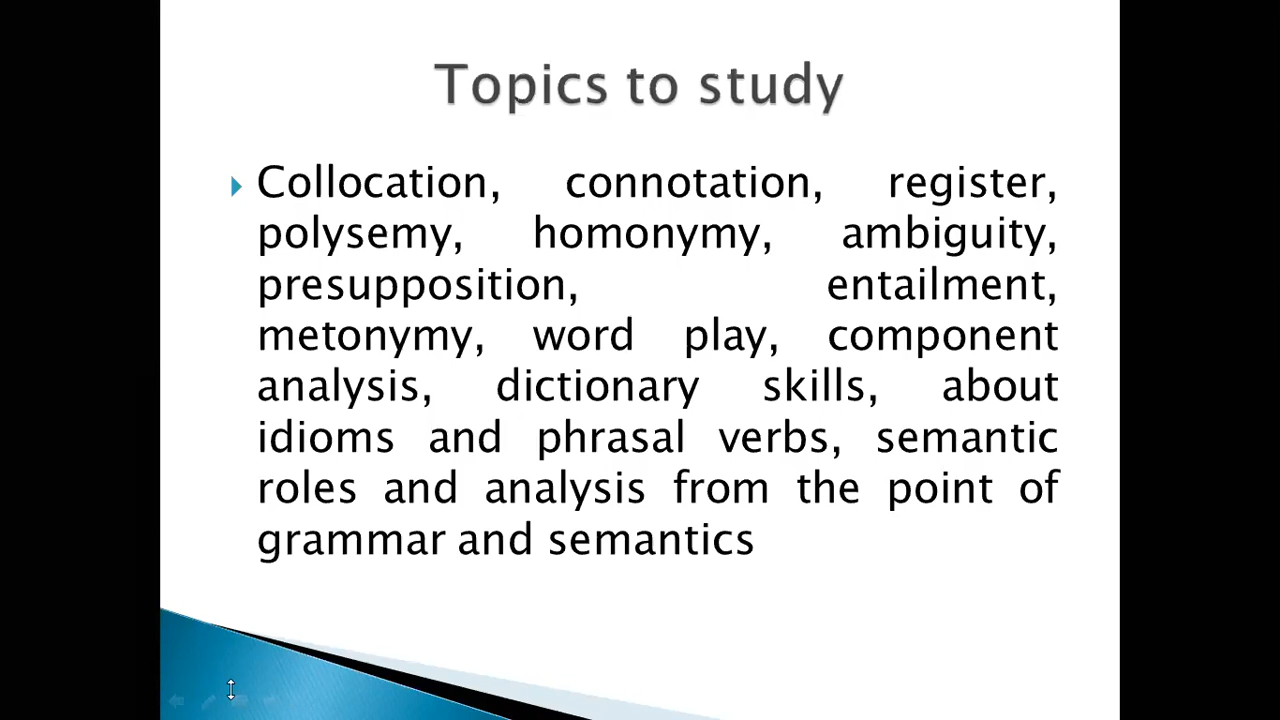 Topics to study
Collocation, connotation, register,
polysemy, homonymy, ambiguity,
presupposition, entailment,
metonymy, word play, component
analysis, dictionary skills, about
idioms and phrasal verbs, semantic
roles and analysis from the point of
grammar and semantics